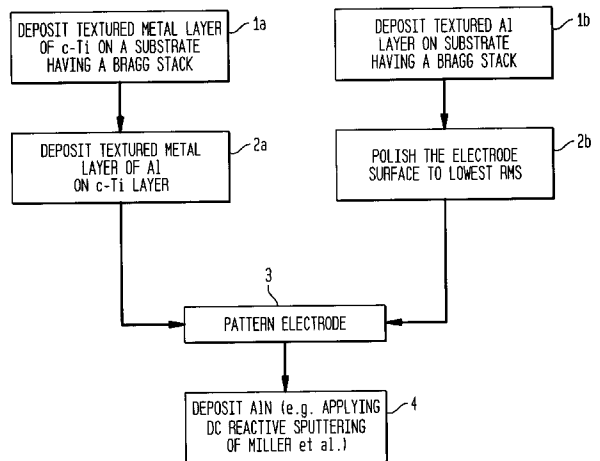 DEPOSIT TEXTURED METAL LAYER
OF c-Ti ON A SUBSTRATE
HAVING A BRAGG STACK
1a
DEPOSIT TEXTURED Al
LAYER ON SUBSTRATE
HAVING A BRAGG STACK
1b
DEPOSIT TEXTURED METAL
LAYER OF Al
ON c-Ti LAYER
2a
POLISH THE ELECTRODE
SURFACE TO LOWEST RMS
2b
3
PATTERN ELECTRODE
DEPOSIT AlN (e.g. APPLYING
DC REACTIVE SPUTTERING
OF MILLER et al.)
4